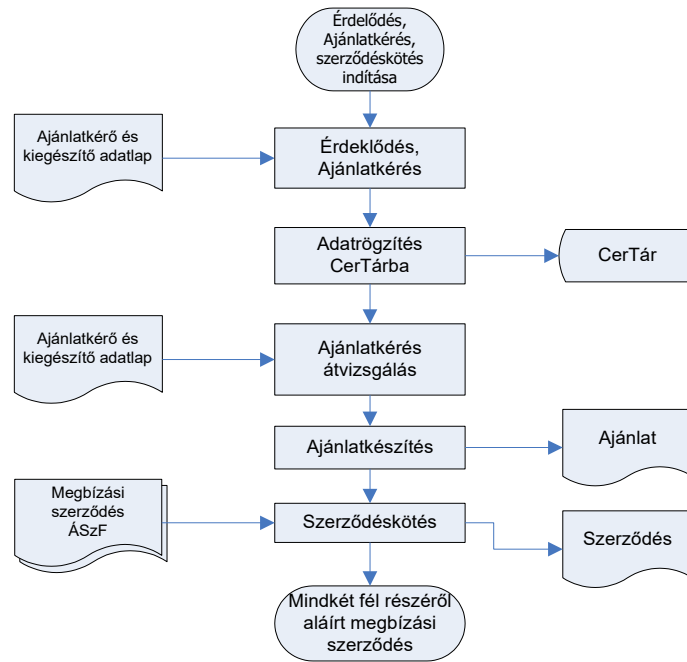 Érdelődés,
Ajánlatkérés,
szerződéskötés
indítása
Ajánlatkérő és
kiegészítő adatlap
Érdeklődés,
Ajánlatkérés
Adatrögzítés
CerTárba
CerTár
Ajánlatkérő és
kiegészítő adatlap
Ajánlatkérés
átvizsgálás
Ajánlatkészítés
Ajánlat
Megbízási
szerződés
ÁSzF
Szerződéskötés
Szerződés
Mindkét fél részéről
aláírt megbízási
szerződés